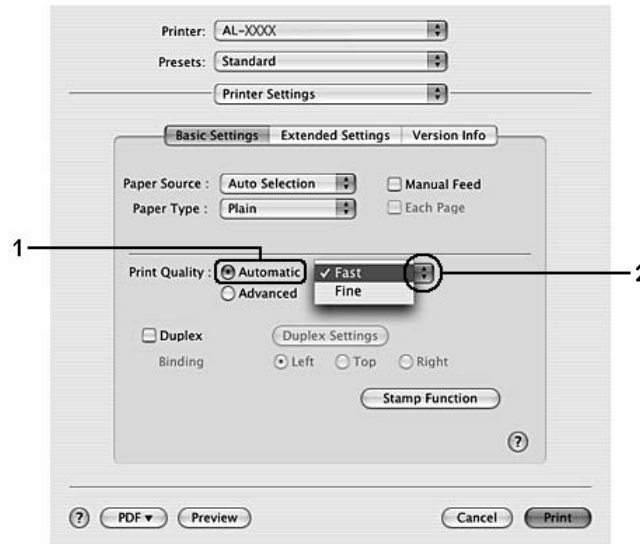 Printer: AL-XXXX
Presets: Standard
Printer Settings
Basic Settings Extended Settings Version Info
Paper Source : Auto Selection Manual Feed
Paper Type : Plain Each Page
1
Print Quality : Automatic ✓ Fast 2
Advanced Fine
Duplex Duplex Settings
Binding Left Top Right
Stamp Function
?
? PDF ▼ Preview Cancel Print